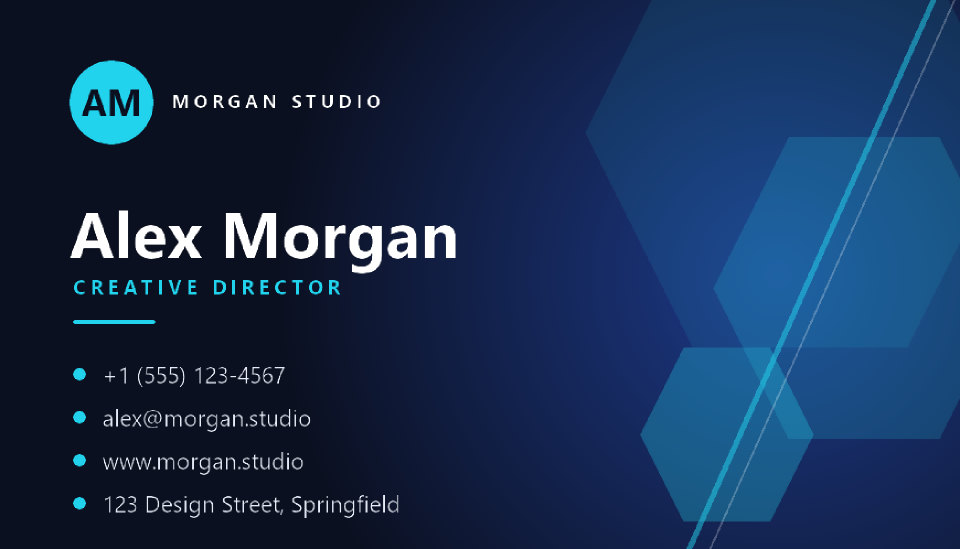 AM
MORGAN STUDIO
Alex Morgan
CREATIVE DIRECTOR
+1 (555) 123-4567
alex@morgan.studio
www.morgan.studio
123 Design Street, Springfield